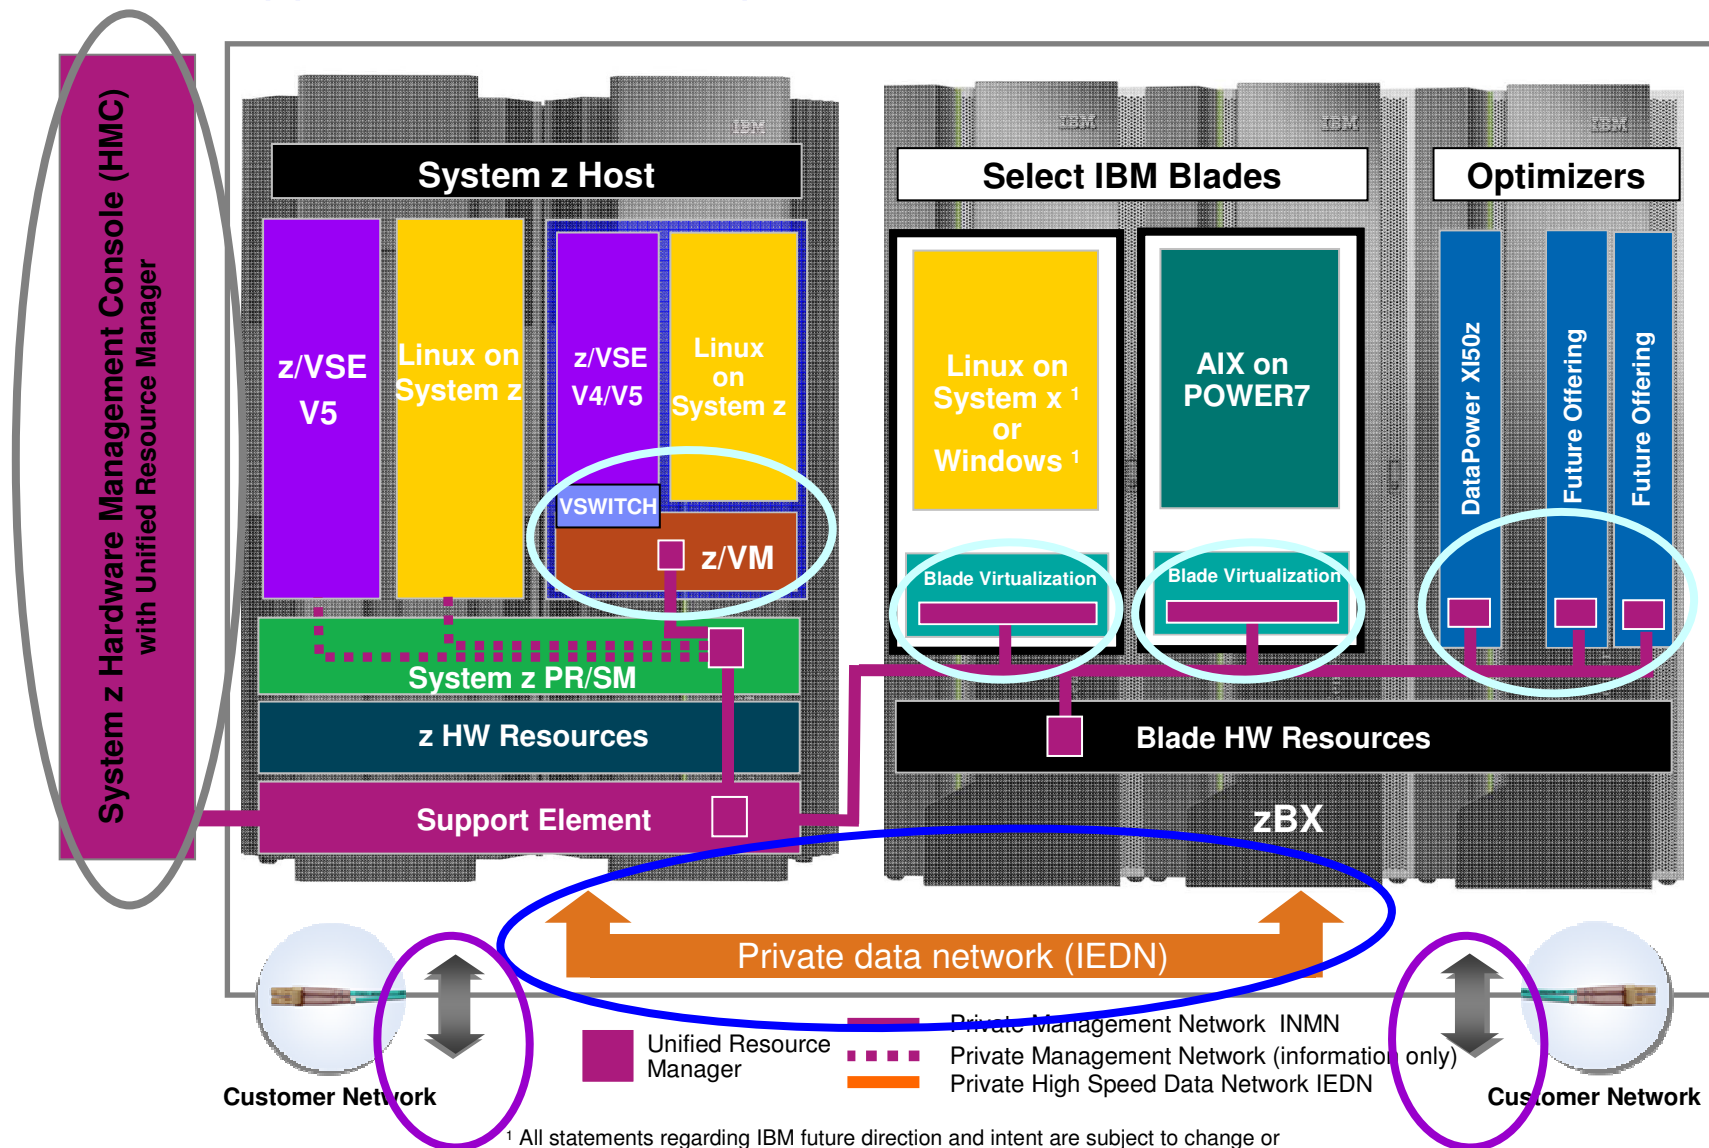 System z Hardware Management Console (HMC)
with Unified Resource Manager
IBM
IBM
IBM
IBM
System z Host
Select IBM Blades
Optimizers
z/VSE
V5
Linux on
System z
z/VSE
V4/V5
Linux
on
System z
VSWITCH
z/VM
Linux on
System x ¹
or
Windows ¹
AIX on
POWER7
DataPower XI50z
Future Offering
Future Offering
Blade Virtualization
Blade Virtualization
System z PR/SM
z HW Resources
Blade HW Resources
Support Element
zBX
Private data network (IEDN)
Customer Network
Unified Resource
Manager
Private Management Network INMN
Private Management Network (information only)
Private High Speed Data Network IEDN
Customer Network
¹ All statements regarding IBM future direction and intent are subject to change or